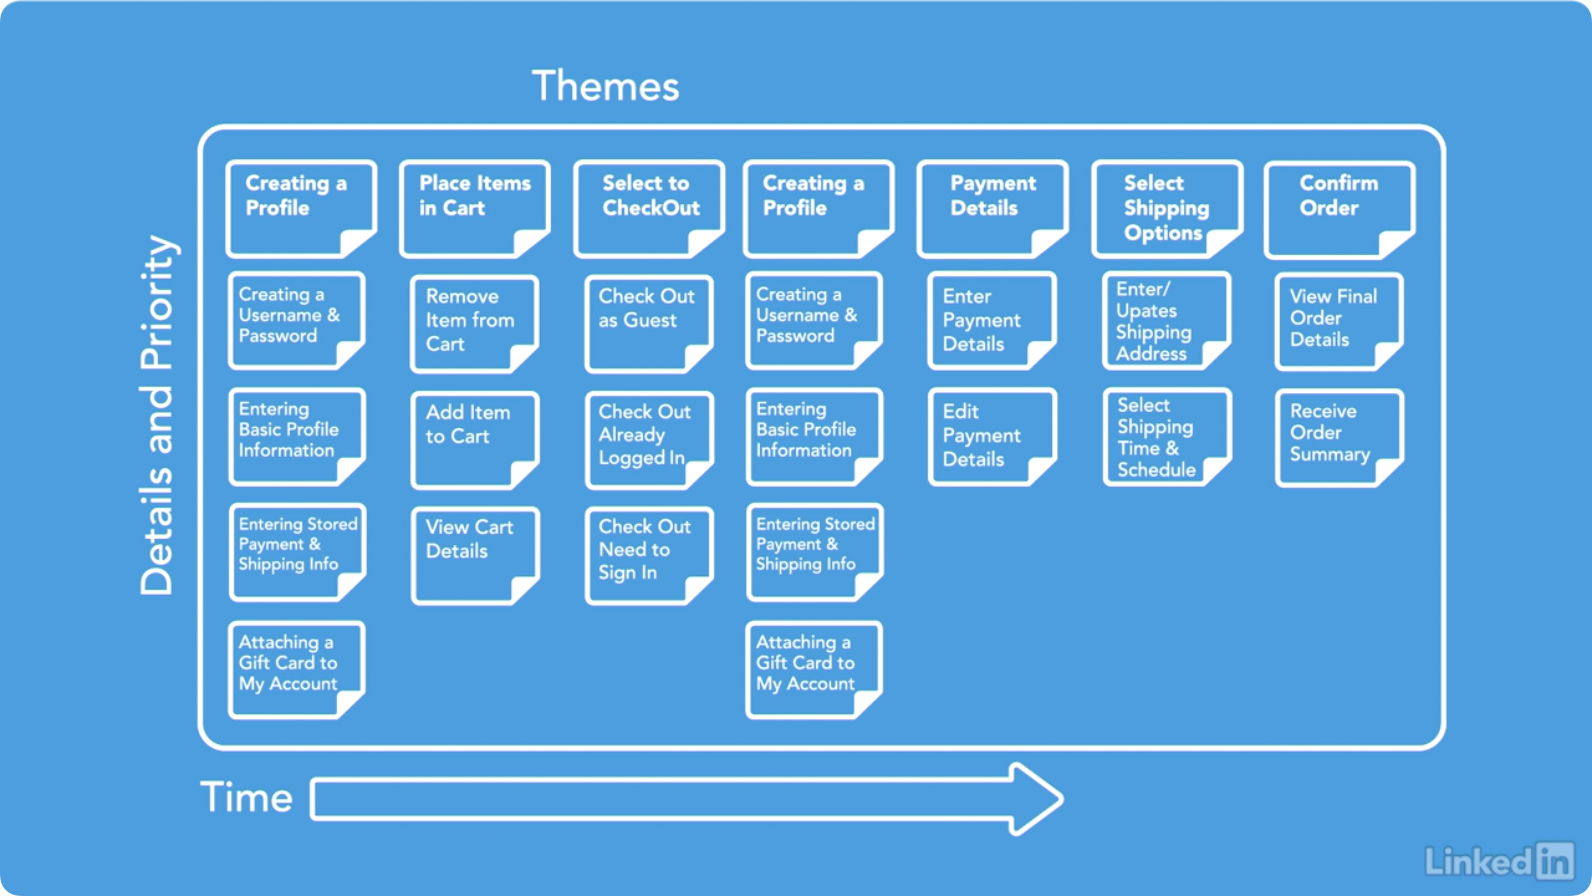 Themes
Details and Priority
Creating a
Profile
Place Items
in Cart
Select to
CheckOut
Creating a
Profile
Payment
Details
Select
Shipping
Options
Confirm
Order
Creating a
Username &
Password
Remove
Item from
Cart
Check Out
as Guest
Creating a
Username &
Password
Enter
Payment
Details
Enter/
Upates
Shipping
Address
View Final
Order
Details
Entering
Basic Profile
Information
Add Item
to Cart
Check Out
Already
Logged In
Entering
Basic Profile
Information
Edit
Payment
Details
Select
Shipping
Time &
Schedule
Receive
Order
Summary
Entering Stored
Payment &
Shipping Info
View Cart
Details
Check Out
Need to
Sign In
Entering Stored
Payment &
Shipping Info
Attaching a
Gift Card to
My Account
Attaching a
Gift Card to
My Account
Time
LinkedIn